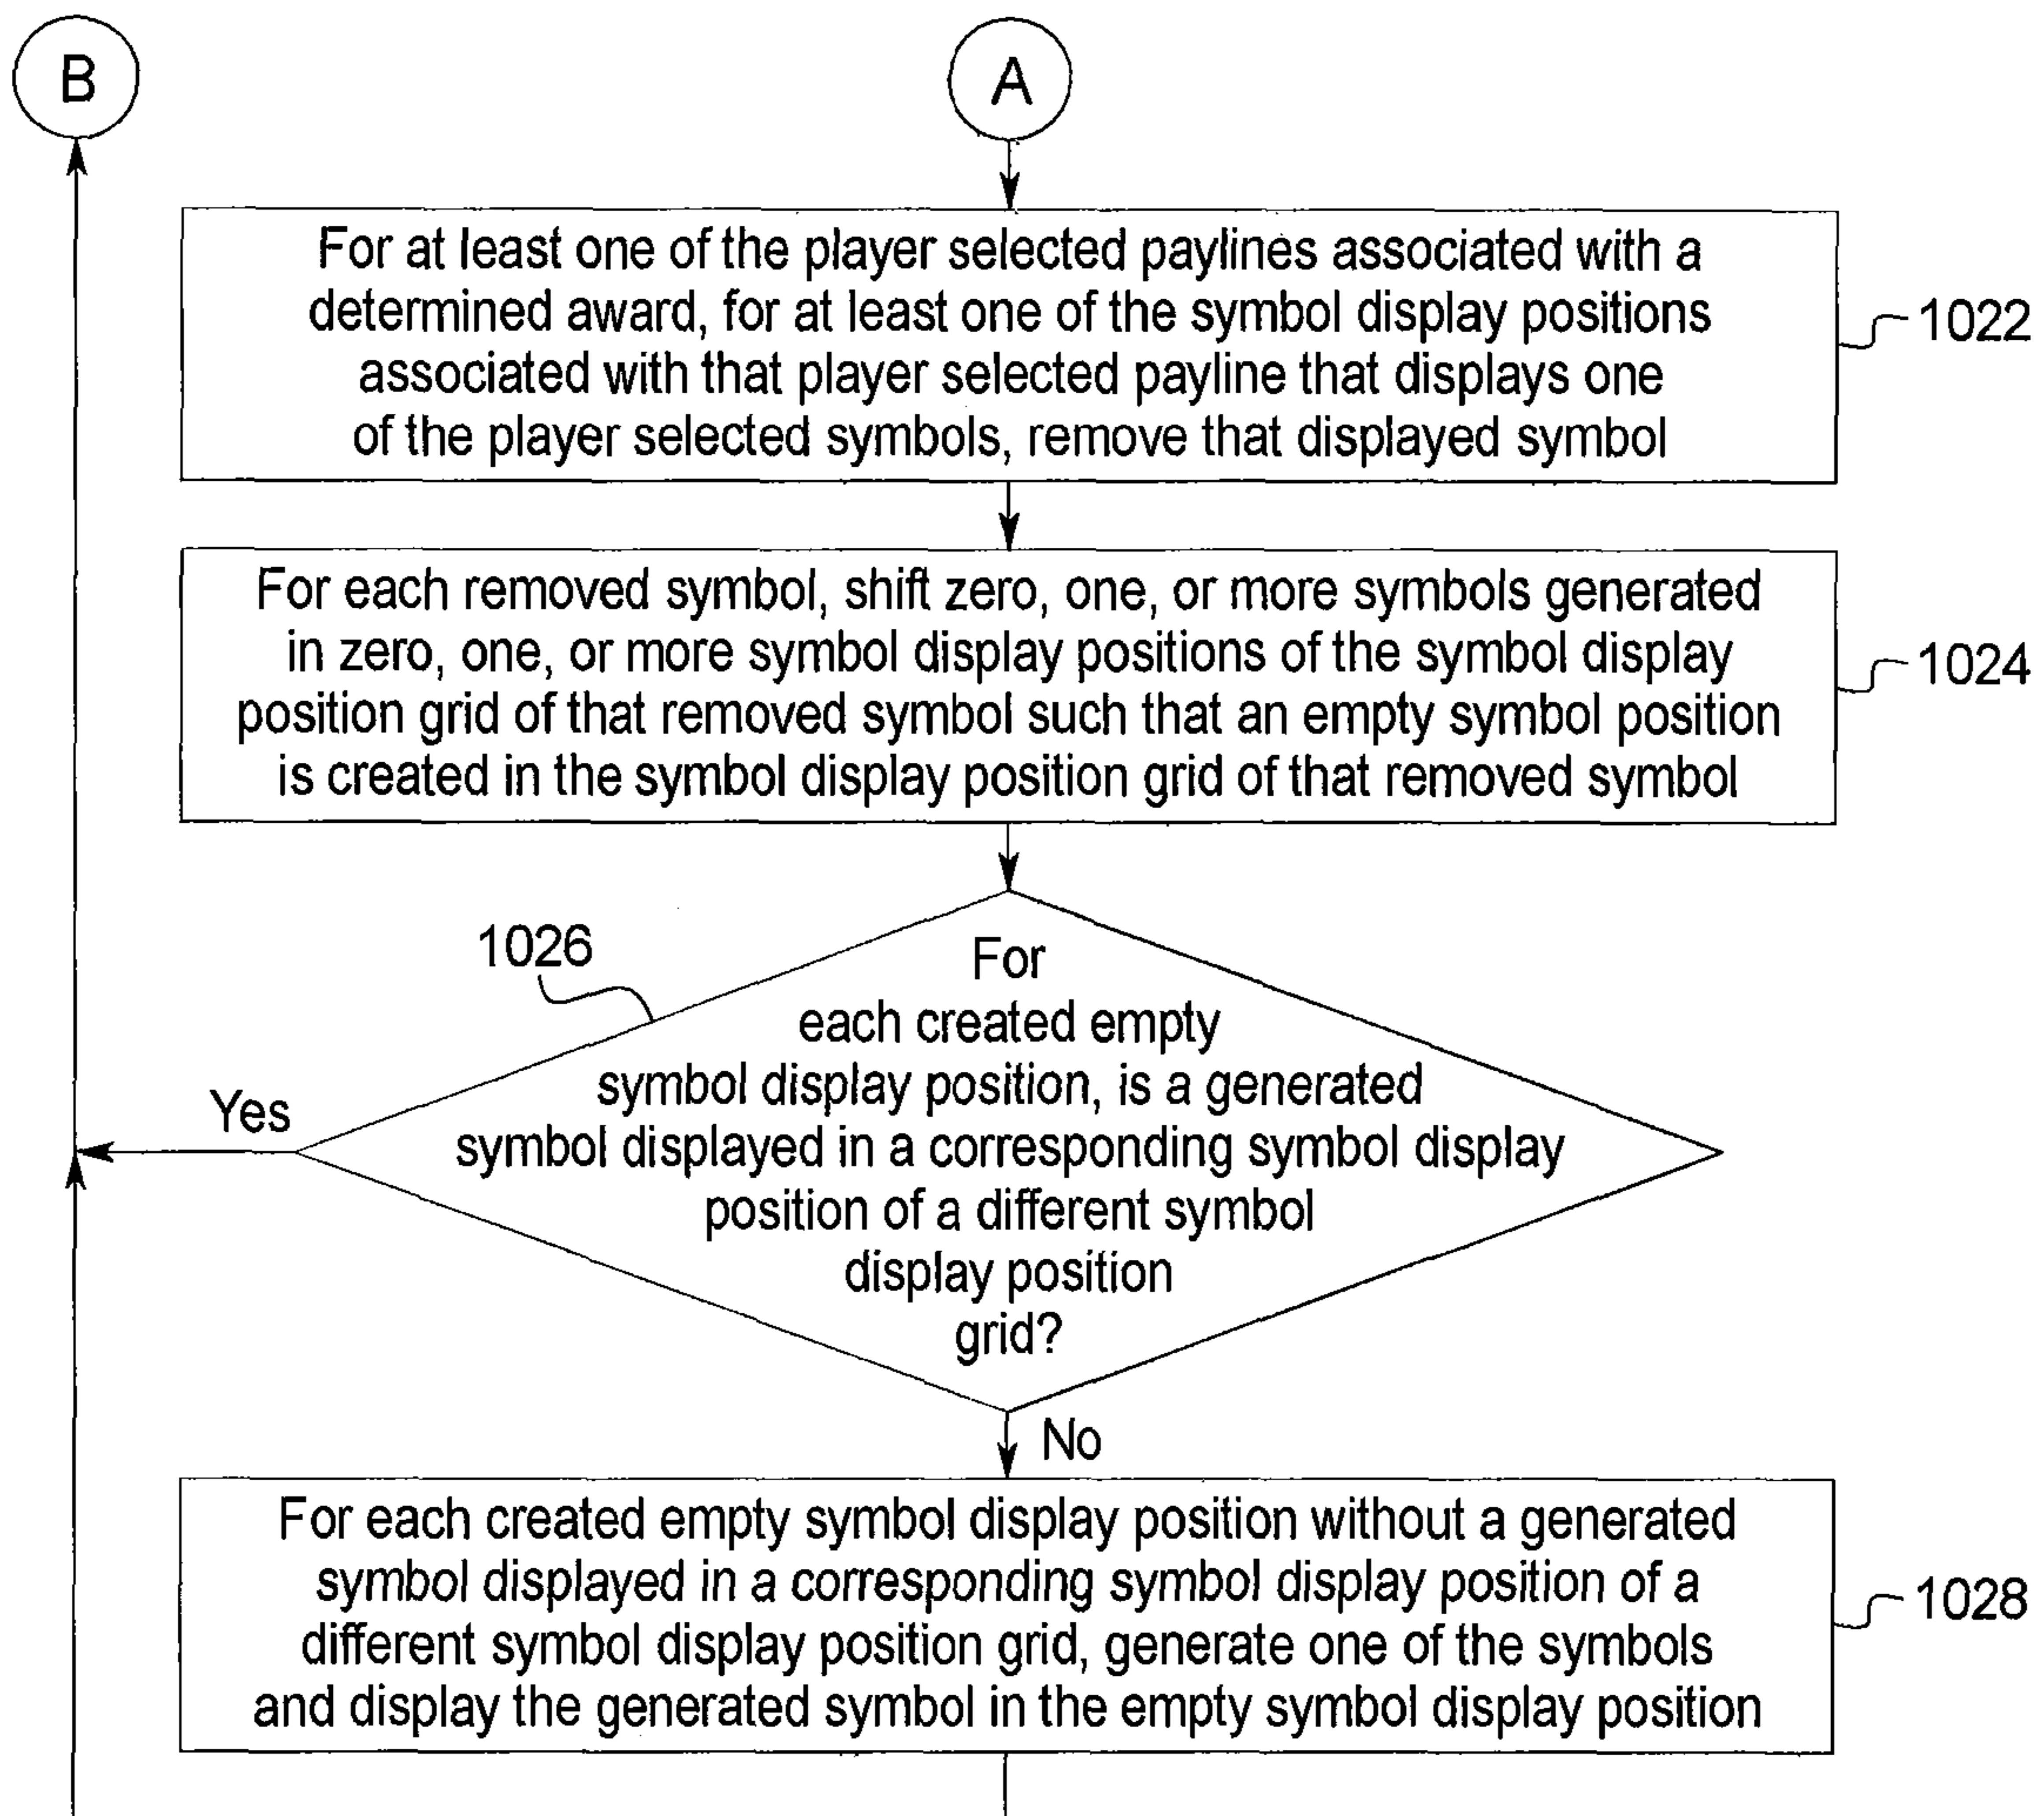 B
A
For at least one of the player selected paylines associated with a
determined award, for at least one of the symbol display positions
associated with that player selected payline that displays one
of the player selected symbols, remove that displayed symbol
1022
For each removed symbol, shift zero, one, or more symbols generated
in zero, one, or more symbol display positions of the symbol display
position grid of that removed symbol such that an empty symbol position
is created in the symbol display position grid of that removed symbol
1024
1026
For
each created empty
symbol display position, is a generated
symbol displayed in a corresponding symbol display
position of a different symbol
display position
grid?
Yes
No
For each created empty symbol display position without a generated
symbol displayed in a corresponding symbol display position of a
different symbol display position grid, generate one of the symbols
and display the generated symbol in the empty symbol display position
1028